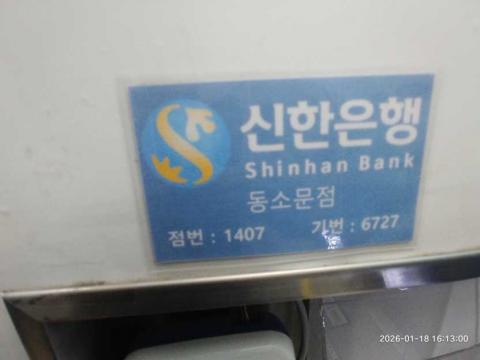 신한은행
Shinhan Bank
동소문점
점번 : 1407 기번 : 6727
2026-01-18 16:13:00